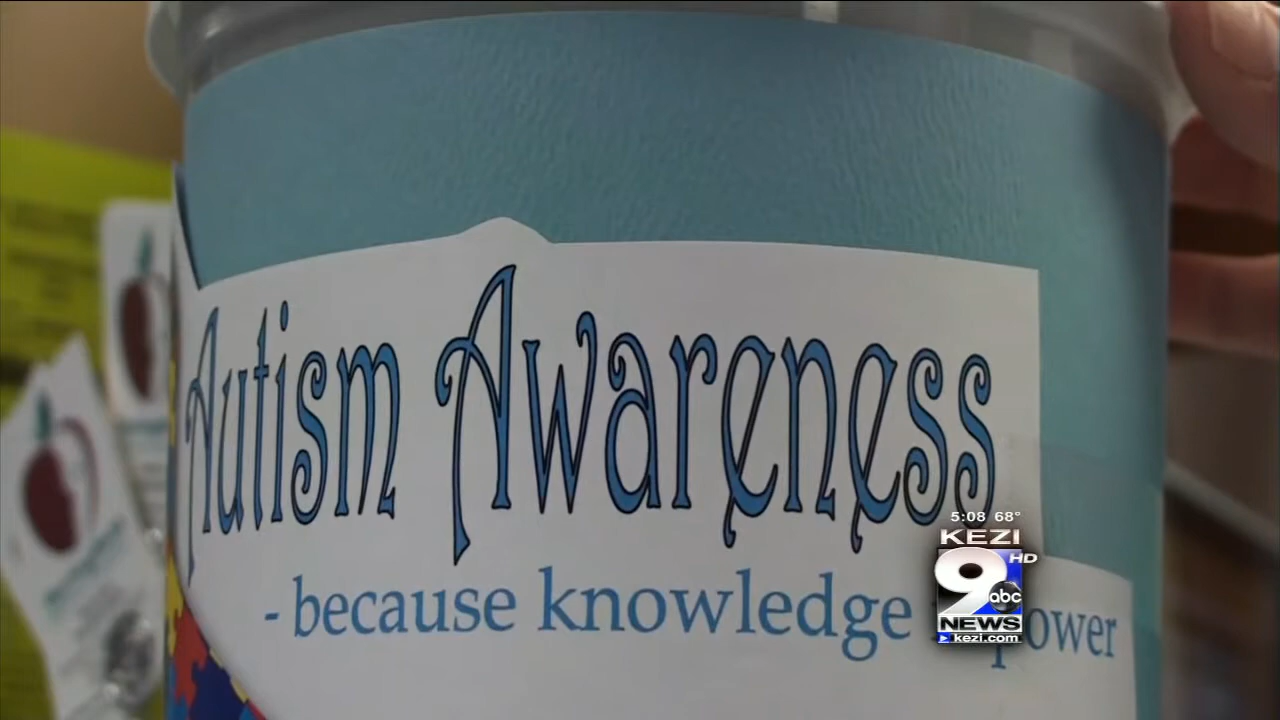 Autism Awareness
- because knowledge power
5:08 68°
KEZI
9 HD
abc
NEWS
kezi.com